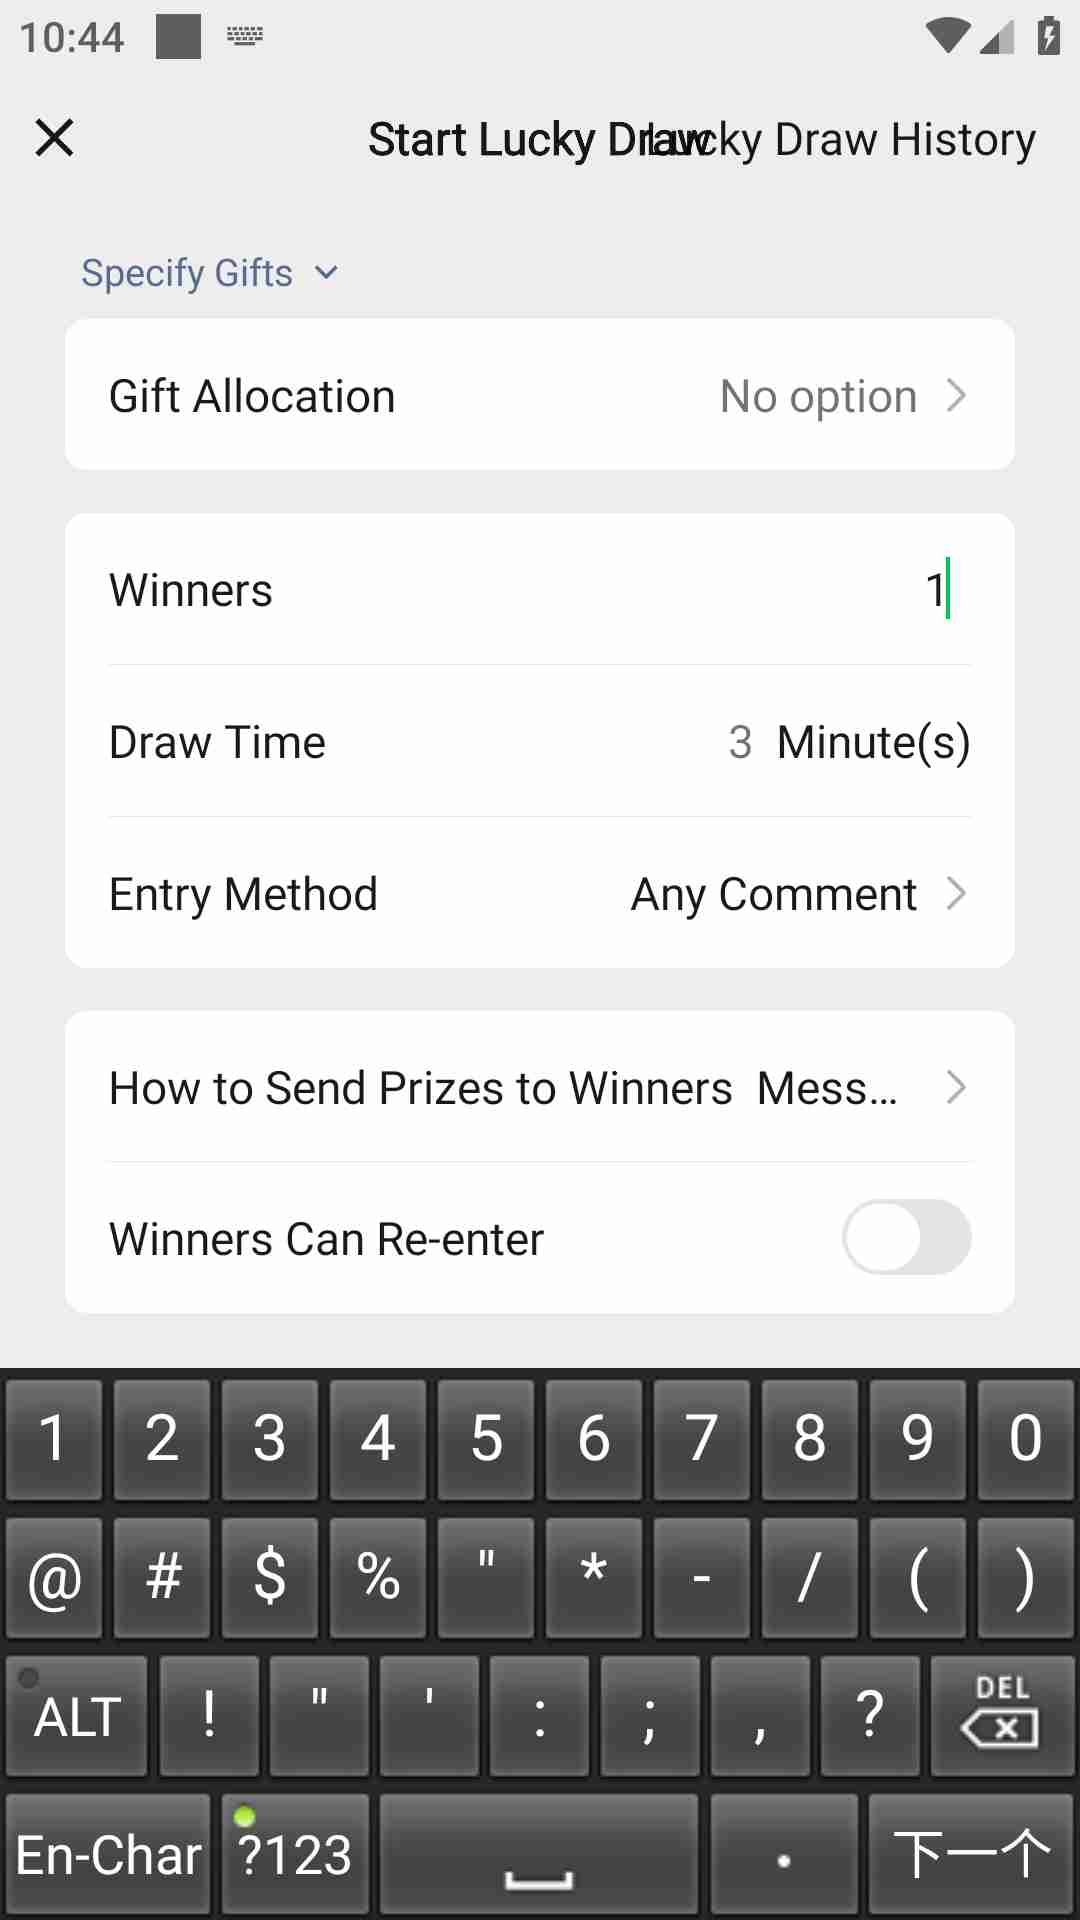 10:44
Start Lucky Draw
Lucky Draw History
Specify Gifts
Gift Allocation No option
Winners 1
Draw Time 3 Minute(s)
Entry Method Any Comment
How to Send Prizes to Winners Mess...
Winners Can Re-enter
1 2 3 4 5 6 7 8 9 0
@ # $ % " * - / ( )
ALT ! " ' : ; , ? DEL
En-Char ?123 . 下一个